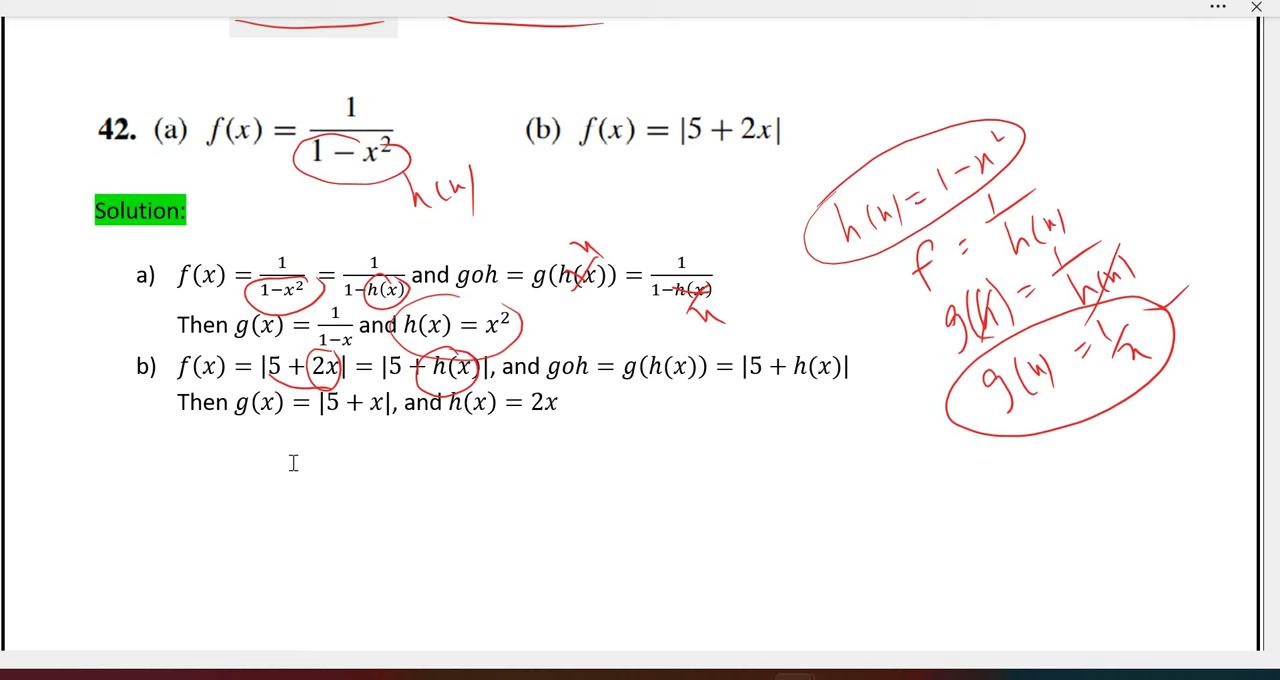 42. (a) f(x) = 1/(1 − x²) (b) f(x) = |5 + 2x|
h(x)
h(x) = 1 − x²
f = 1/h(x)
g(h) = 1/h(x)
g(x) = 1/x
Solution:
x
a) f(x) = 1/(1−x²) = 1/(1−h(x)) and goh = g(h(x)) = 1/(1−h(x))
x
Then g(x) = 1/(1−x) and h(x) = x²
b) f(x) = |5 + 2x| = |5 + h(x)|, and goh = g(h(x)) = |5 + h(x)|
Then g(x) = |5 + x|, and h(x) = 2x